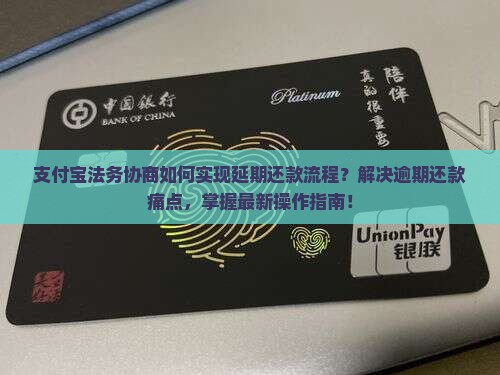 中国银行
BANK OF CHINA
Platinum
陪伴
真的很重要
支付宝法务协商如何实现延期还款流程？解决逾期还款
痛点，掌握最新操作指南！
UnionPay
银联